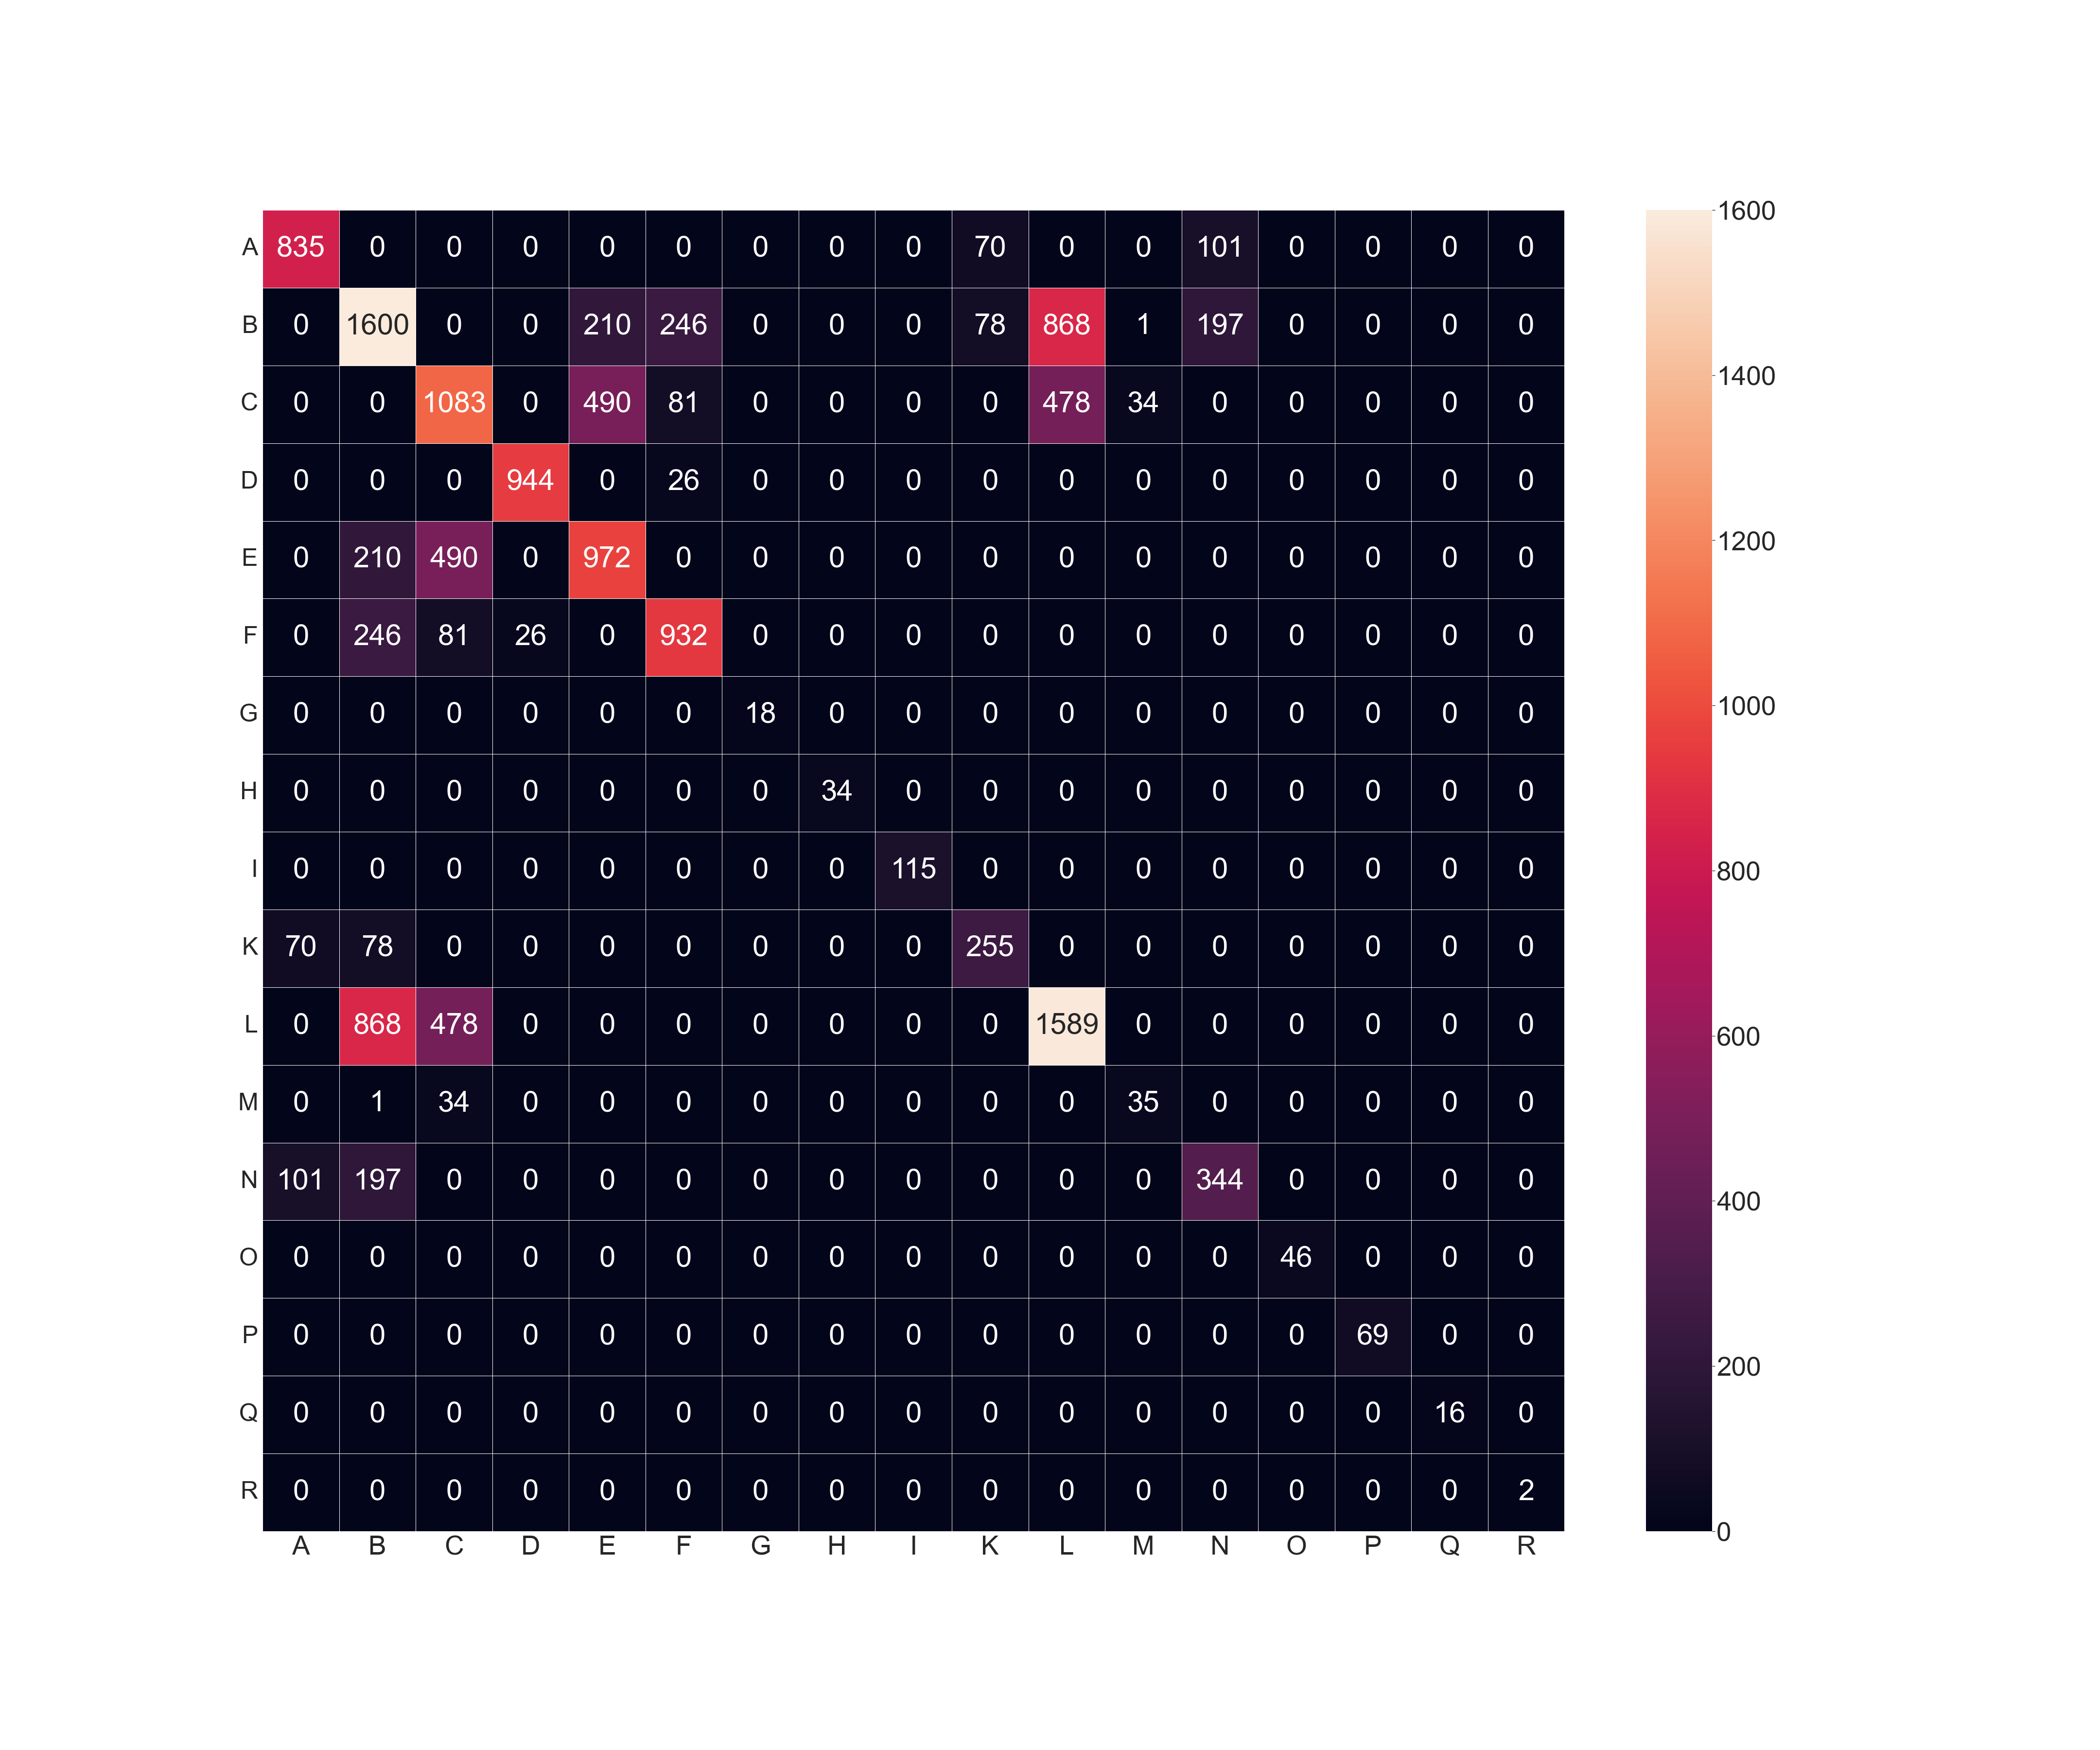 A 835 0 0 0 0 0 0 0 0 70 0 0 101 0 0 0 0
B 0 1600 0 0 210 246 0 0 0 78 868 1 197 0 0 0 0
C 0 0 1083 0 490 81 0 0 0 0 478 34 0 0 0 0 0
D 0 0 0 944 0 26 0 0 0 0 0 0 0 0 0 0 0
E 0 210 490 0 972 0 0 0 0 0 0 0 0 0 0 0 0
F 0 246 81 26 0 932 0 0 0 0 0 0 0 0 0 0 0
G 0 0 0 0 0 0 18 0 0 0 0 0 0 0 0 0 0
H 0 0 0 0 0 0 0 34 0 0 0 0 0 0 0 0 0
I 0 0 0 0 0 0 0 0 115 0 0 0 0 0 0 0 0
K 70 78 0 0 0 0 0 0 0 255 0 0 0 0 0 0 0
L 0 868 478 0 0 0 0 0 0 0 1589 0 0 0 0 0 0
M 0 1 34 0 0 0 0 0 0 0 0 35 0 0 0 0 0
N 101 197 0 0 0 0 0 0 0 0 0 0 344 0 0 0 0
O 0 0 0 0 0 0 0 0 0 0 0 0 0 46 0 0 0
P 0 0 0 0 0 0 0 0 0 0 0 0 0 0 69 0 0
Q 0 0 0 0 0 0 0 0 0 0 0 0 0 0 0 16 0
R 0 0 0 0 0 0 0 0 0 0 0 0 0 0 0 0 2
A B C D E F G H I K L M N O P Q R
1600
1400
1200
1000
800
600
400
200
0